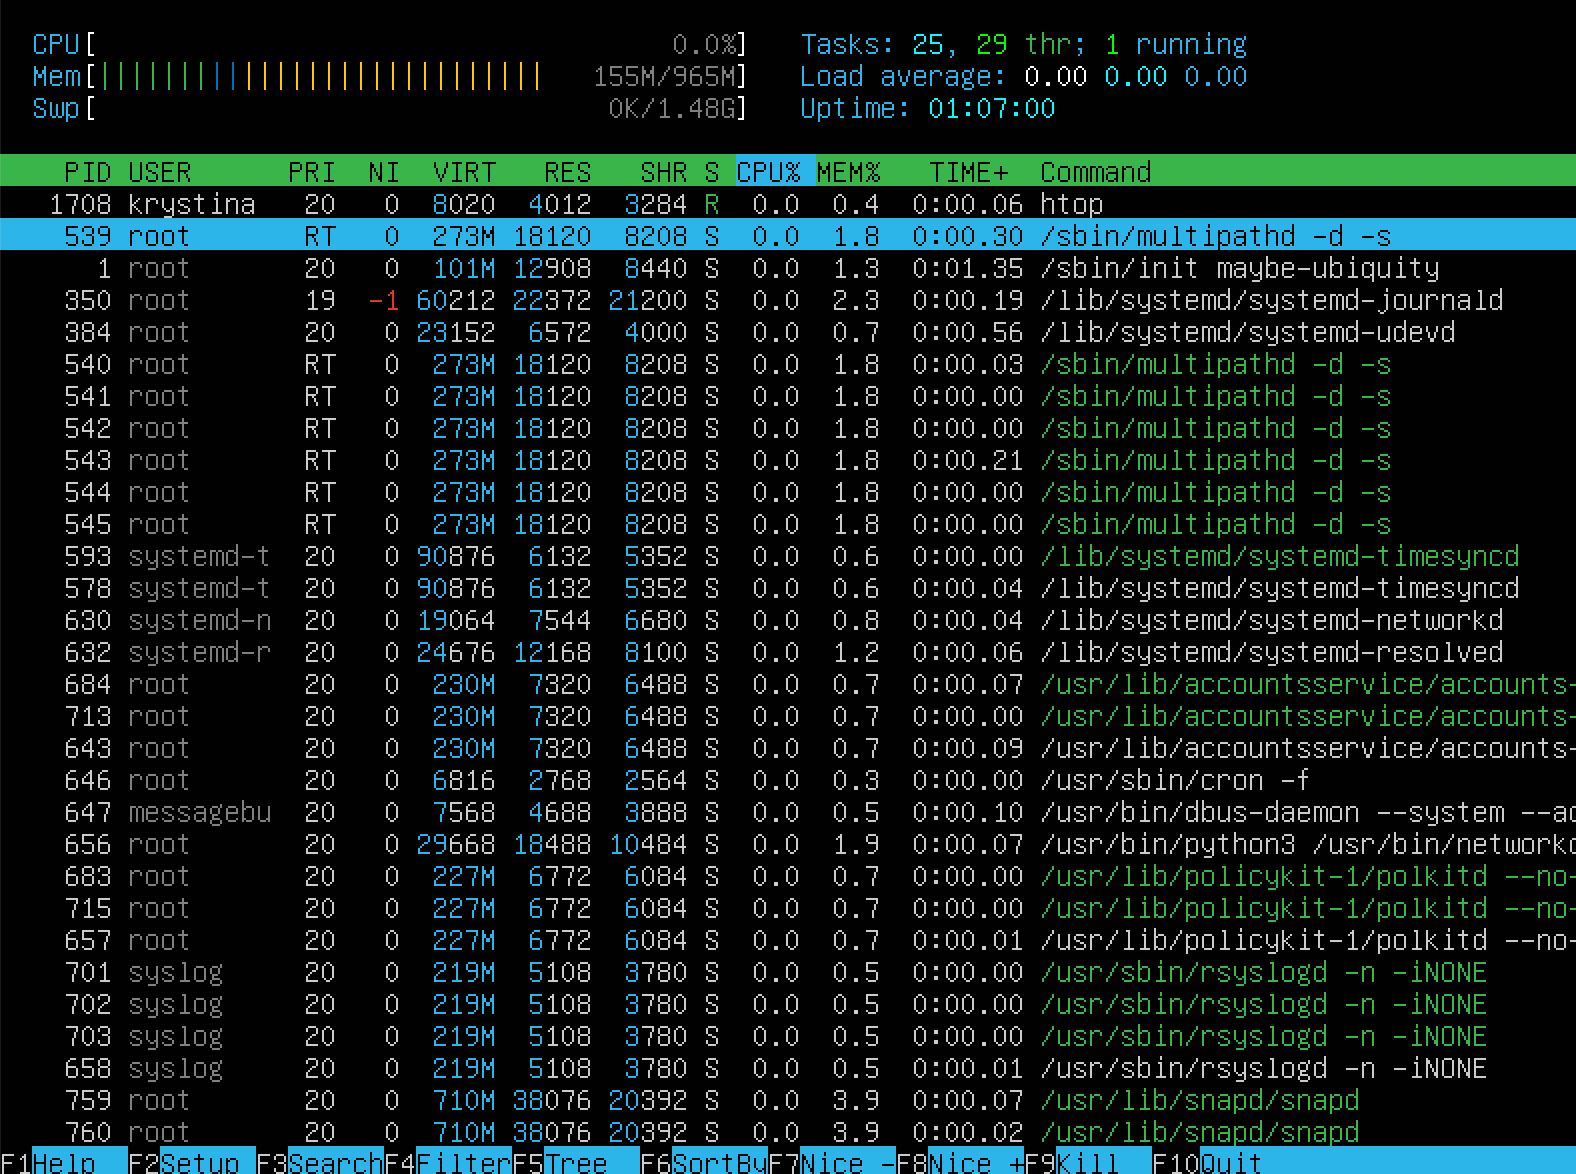 CPU[ 0.0%] Tasks: 25, 29 thr; 1 running
Mem[|||||||||||||||||||||||||||| 155M/965M] Load average: 0.00 0.00 0.00
Swp[ 0K/1.48G] Uptime: 01:07:00
PID USER PRI NI VIRT RES SHR S CPU% MEM% TIME+ Command
1708 krystina 20 0 8020 4012 3284 R 0.0 0.4 0:00.06 htop
539 root RT 0 273M 18120 8208 S 0.0 1.8 0:00.30 /sbin/multipathd -d -s
1 root 20 0 101M 12908 8440 S 0.0 1.3 0:01.35 /sbin/init maybe-ubiquity
350 root 19 -1 60212 22372 21200 S 0.0 2.3 0:00.19 /lib/systemd/systemd-journald
384 root 20 0 23152 6572 4000 S 0.0 0.7 0:00.56 /lib/systemd/systemd-udevd
540 root RT 0 273M 18120 8208 S 0.0 1.8 0:00.03 /sbin/multipathd -d -s
541 root RT 0 273M 18120 8208 S 0.0 1.8 0:00.00 /sbin/multipathd -d -s
542 root RT 0 273M 18120 8208 S 0.0 1.8 0:00.00 /sbin/multipathd -d -s
543 root RT 0 273M 18120 8208 S 0.0 1.8 0:00.21 /sbin/multipathd -d -s
544 root RT 0 273M 18120 8208 S 0.0 1.8 0:00.00 /sbin/multipathd -d -s
545 root RT 0 273M 18120 8208 S 0.0 1.8 0:00.00 /sbin/multipathd -d -s
593 systemd-t 20 0 90876 6132 5352 S 0.0 0.6 0:00.00 /lib/systemd/systemd-timesyncd
578 systemd-t 20 0 90876 6132 5352 S 0.0 0.6 0:00.04 /lib/systemd/systemd-timesyncd
630 systemd-n 20 0 19064 7544 6680 S 0.0 0.8 0:00.04 /lib/systemd/systemd-networkd
632 systemd-r 20 0 24676 12168 8100 S 0.0 1.2 0:00.06 /lib/systemd/systemd-resolved
684 root 20 0 230M 7320 6488 S 0.0 0.7 0:00.07 /usr/lib/accountsservice/accounts-
713 root 20 0 230M 7320 6488 S 0.0 0.7 0:00.00 /usr/lib/accountsservice/accounts-
643 root 20 0 230M 7320 6488 S 0.0 0.7 0:00.09 /usr/lib/accountsservice/accounts-
646 root 20 0 6816 2768 2564 S 0.0 0.3 0:00.00 /usr/sbin/cron -f
647 messagebu 20 0 7568 4688 3888 S 0.0 0.5 0:00.10 /usr/bin/dbus-daemon --system --ad
656 root 20 0 29668 18488 10484 S 0.0 1.9 0:00.07 /usr/bin/python3 /usr/bin/networkd
683 root 20 0 227M 6772 6084 S 0.0 0.7 0:00.00 /usr/lib/policykit-1/polkitd --no-
715 root 20 0 227M 6772 6084 S 0.0 0.7 0:00.00 /usr/lib/policykit-1/polkitd --no-
657 root 20 0 227M 6772 6084 S 0.0 0.7 0:00.01 /usr/lib/policykit-1/polkitd --no-
701 syslog 20 0 219M 5108 3780 S 0.0 0.5 0:00.00 /usr/sbin/rsyslogd -n -iNONE
702 syslog 20 0 219M 5108 3780 S 0.0 0.5 0:00.00 /usr/sbin/rsyslogd -n -iNONE
703 syslog 20 0 219M 5108 3780 S 0.0 0.5 0:00.00 /usr/sbin/rsyslogd -n -iNONE
658 syslog 20 0 219M 5108 3780 S 0.0 0.5 0:00.01 /usr/sbin/rsyslogd -n -iNONE
759 root 20 0 710M 38076 20392 S 0.0 3.9 0:00.07 /usr/lib/snapd/snapd
760 root 20 0 710M 38076 20392 S 0.0 3.9 0:00.02 /usr/lib/snapd/snapd
F1Help F2Setup F3SearchF4FilterF5Tree F6SortByF7Nice -F8Nice +F9Kill F10Quit